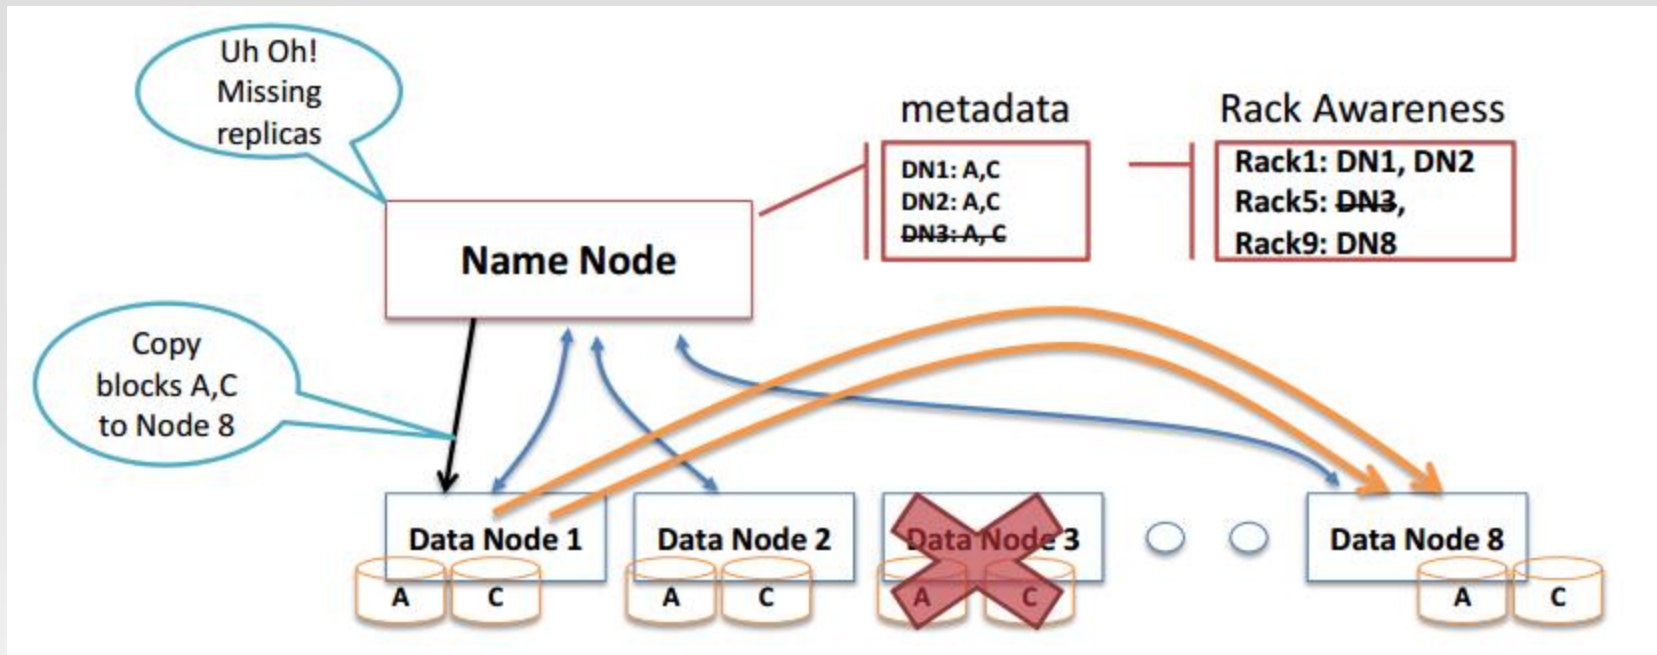 Uh Oh!
Missing
replicas
metadata
Rack Awareness
DN1: A,C
DN2: A,C
DN3: A, C
Rack1: DN1, DN2
Rack5: DN3,
Rack9: DN8
Name Node
Copy
blocks A,C
to Node 8
Data Node 1
Data Node 2
Data Node 3
Data Node 8
A
C
A
C
A
C
A
C